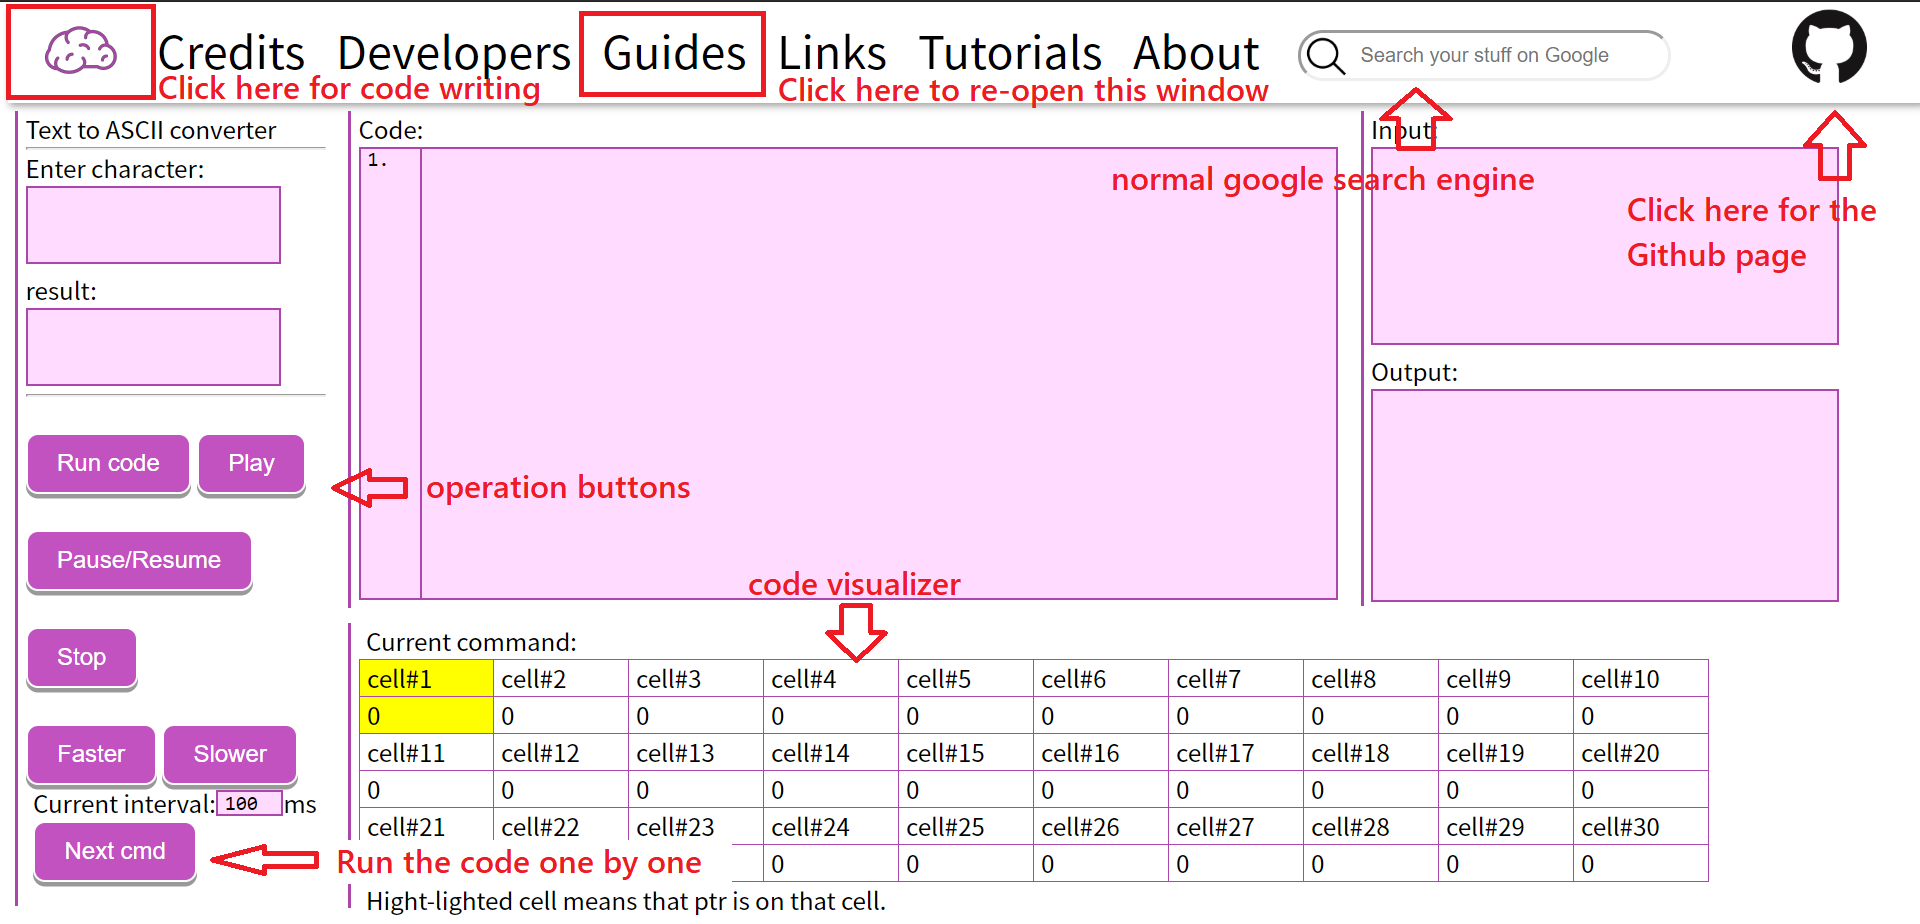 Credits Developers Guides Links Tutorials About Search your stuff on Google
Click here for code writing
Click here to re-open this window
Text to ASCII converter
Enter character:
result:
Run code Play
Pause/Resume
Stop
Faster Slower
Current interval: 100 ms
Next cmd
Run the code one by one
operation buttons
Code:
1.
normal google search engine
Input:
Click here for the
Github page
Output:
code visualizer
Current command:
cell#1 cell#2 cell#3 cell#4 cell#5 cell#6 cell#7 cell#8 cell#9 cell#10
0 0 0 0 0 0 0 0 0 0
cell#11 cell#12 cell#13 cell#14 cell#15 cell#16 cell#17 cell#18 cell#19 cell#20
0 0 0 0 0 0 0 0 0 0
cell#21 cell#22 cell#23 cell#24 cell#25 cell#26 cell#27 cell#28 cell#29 cell#30
0 0 0 0 0 0 0
Hight-lighted cell means that ptr is on that cell.